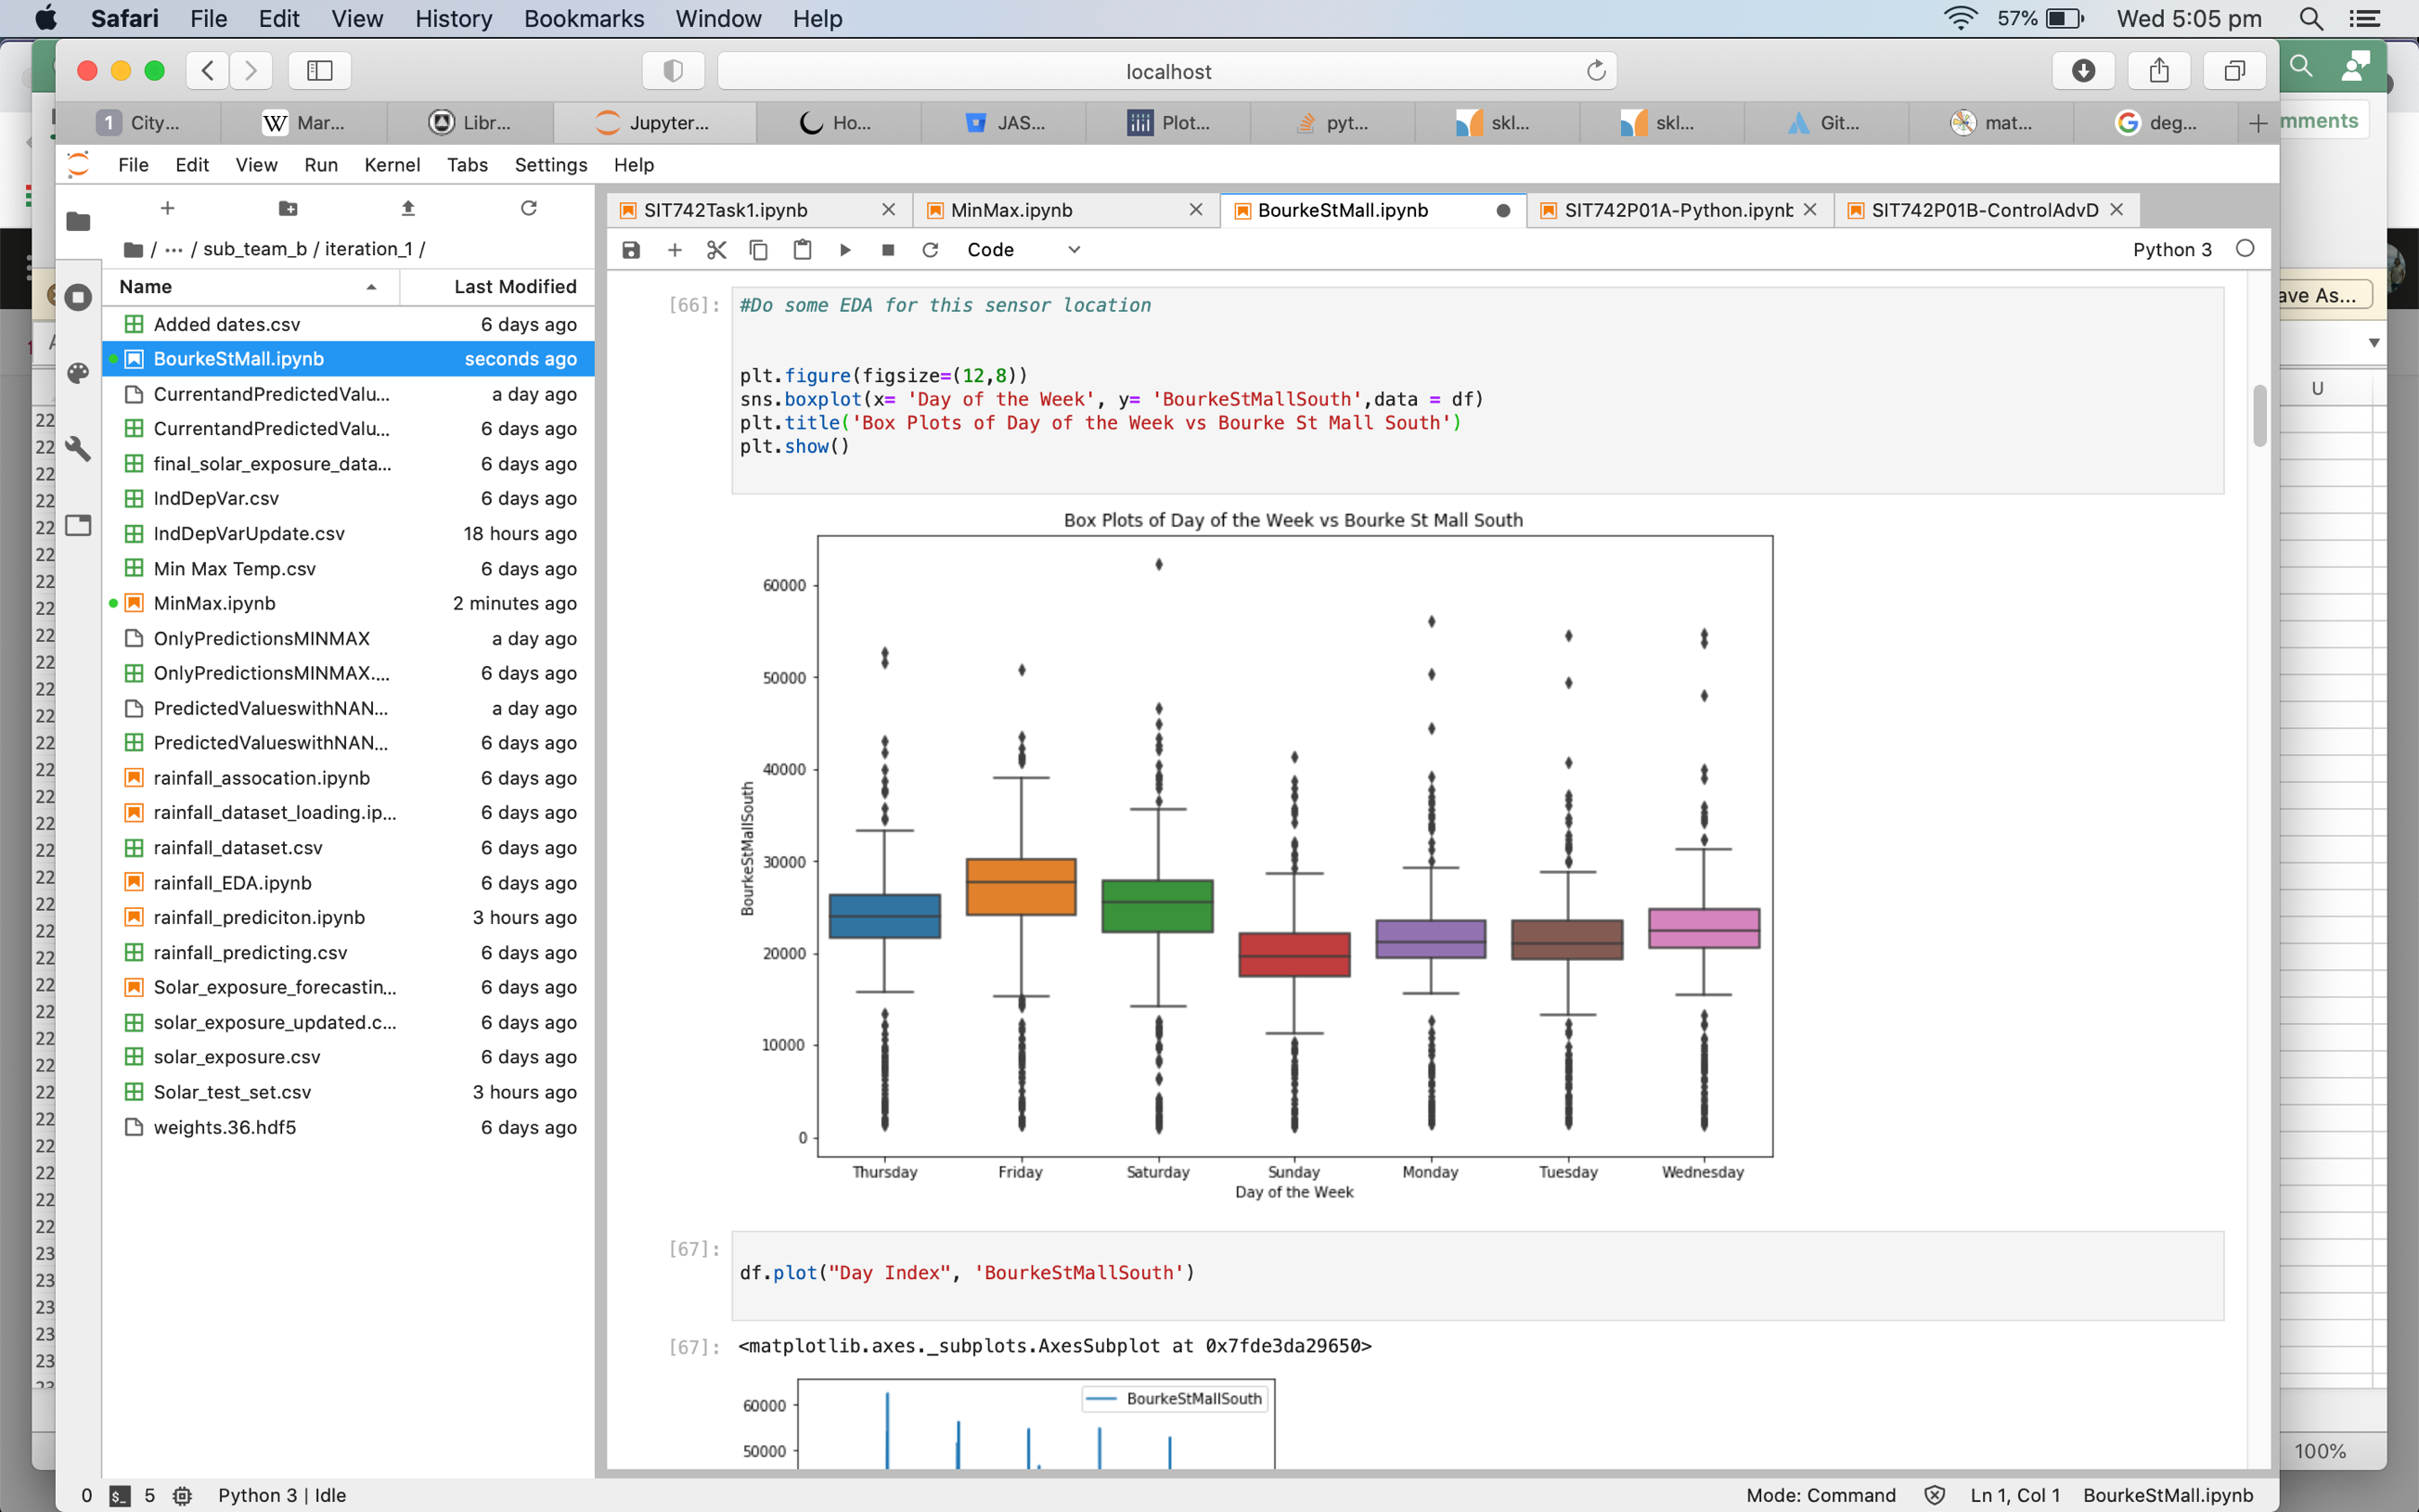 Safari File Edit View History Bookmarks Window Help 57% Wed 5:05 pm
localhost
1 City... W Mar... Libr... Jupyter... Ho... JAS... Plot... pyt... skl... skl... Git... mat... deg... +
mments
File Edit View Run Kernel Tabs Settings Help
SIT742Task1.ipynb MinMax.ipynb BourkeStMall.ipynb SIT742P01A-Python.ipynb SIT742P01B-ControlAdvD
/ ... / sub_team_b / iteration_1 /
Code Python 3
Name Last Modified
Added dates.csv 6 days ago
BourkeStMall.ipynb seconds ago
CurrentandPredictedValu... a day ago
CurrentandPredictedValu... 6 days ago
final_solar_exposure_data... 6 days ago
IndDepVar.csv 6 days ago
IndDepVarUpdate.csv 18 hours ago
Min Max Temp.csv 6 days ago
MinMax.ipynb 2 minutes ago
OnlyPredictionsMINMAX a day ago
OnlyPredictionsMINMAX.... 6 days ago
PredictedValueswithNAN... a day ago
PredictedValueswithNAN... 6 days ago
rainfall_assocation.ipynb 6 days ago
rainfall_dataset_loading.ip... 6 days ago
rainfall_dataset.csv 6 days ago
rainfall_EDA.ipynb 6 days ago
rainfall_prediciton.ipynb 3 hours ago
rainfall_predicting.csv 6 days ago
Solar_exposure_forecastin... 6 days ago
solar_exposure_updated.c... 6 days ago
solar_exposure.csv 6 days ago
Solar_test_set.csv 3 hours ago
weights.36.hdf5 6 days ago
[66]: #Do some EDA for this sensor location
plt.figure(figsize=(12,8))
sns.boxplot(x= 'Day of the Week', y= 'BourkeStMallSouth',data = df)
plt.title('Box Plots of Day of the Week vs Bourke St Mall South')
plt.show()
Box Plots of Day of the Week vs Bourke St Mall South
60000
50000
40000
30000
20000
10000
0
BourkeStMallSouth
Thursday Friday Saturday Sunday Monday Tuesday Wednesday
Day of the Week
[67]:
df.plot("Day Index", 'BourkeStMallSouth')
[67]: <matplotlib.axes._subplots.AxesSubplot at 0x7fde3da29650>
BourkeStMallSouth
60000
50000
ave As...
U
100%
0 5 Python 3 | Idle Mode: Command Ln 1, Col 1 BourkeStMall.ipynb